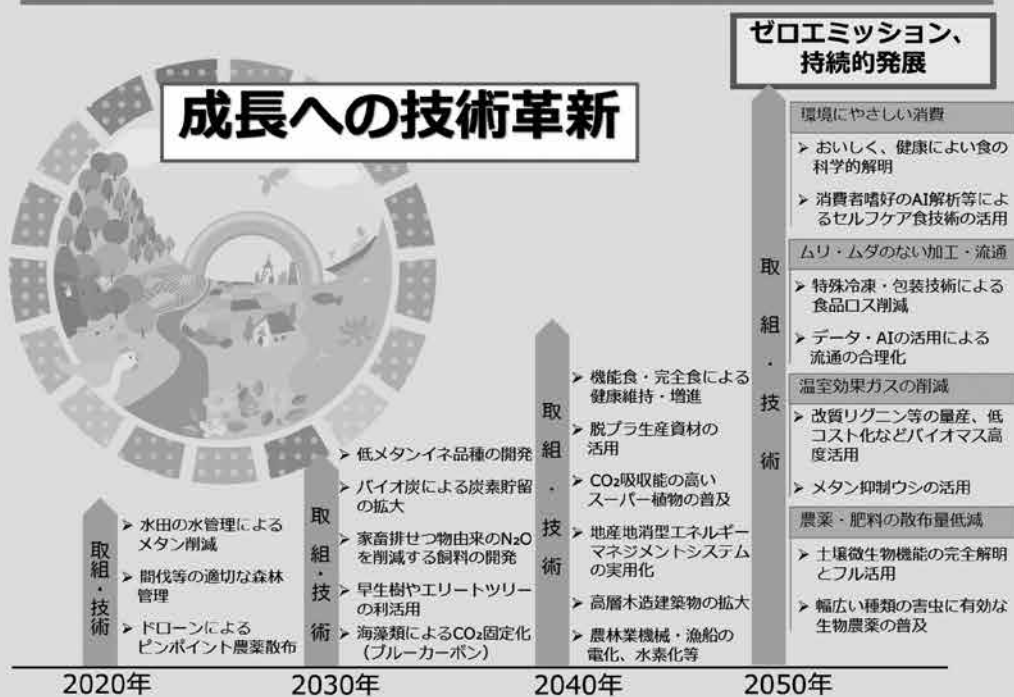 成長への技術革新
ゼロエミッション、
持続的発展
取組・技術
➢ 水田の水管理による
メタン削減
➢ 間伐等の適切な森林
管理
➢ ドローンによる
ピンポイント農薬散布
取組・技術
➢ 低メタンイネ品種の開発
➢ バイオ炭による炭素貯留
の拡大
➢ 家畜排せつ物由来のN₂O
を削減する飼料の開発
➢ 早生樹やエリートツリー
の利活用
➢ 海藻類によるCO₂固定化
（ブルーカーボン）
取組・技術
➢ 機能食・完全食による
健康維持・増進
➢ 脱プラ生産資材の
活用
➢ CO₂吸収能の高い
スーパー植物の普及
➢ 地産地消型エネルギー
マネジメントシステム
の実用化
➢ 高層木造建築物の拡大
➢ 農林業機械・漁船の
電化、水素化等
取組・技術
環境にやさしい消費
➢ おいしく、健康によい食の
科学的解明
➢ 消費者嗜好のAI解析等によ
るセルフケア食技術の活用
ムリ・ムダのない加工・流通
➢ 特殊冷凍・包装技術による
食品ロス削減
➢ データ・AIの活用による
流通の合理化
温室効果ガスの削減
➢ 改質リグニン等の量産、低
コスト化などバイオマス高
度活用
➢ メタン抑制ウシの活用
農薬・肥料の散布量低減
➢ 土壌微生物機能の完全解明
とフル活用
➢ 幅広い種類の害虫に有効な
生物農薬の普及
2020年
2030年
2040年
2050年